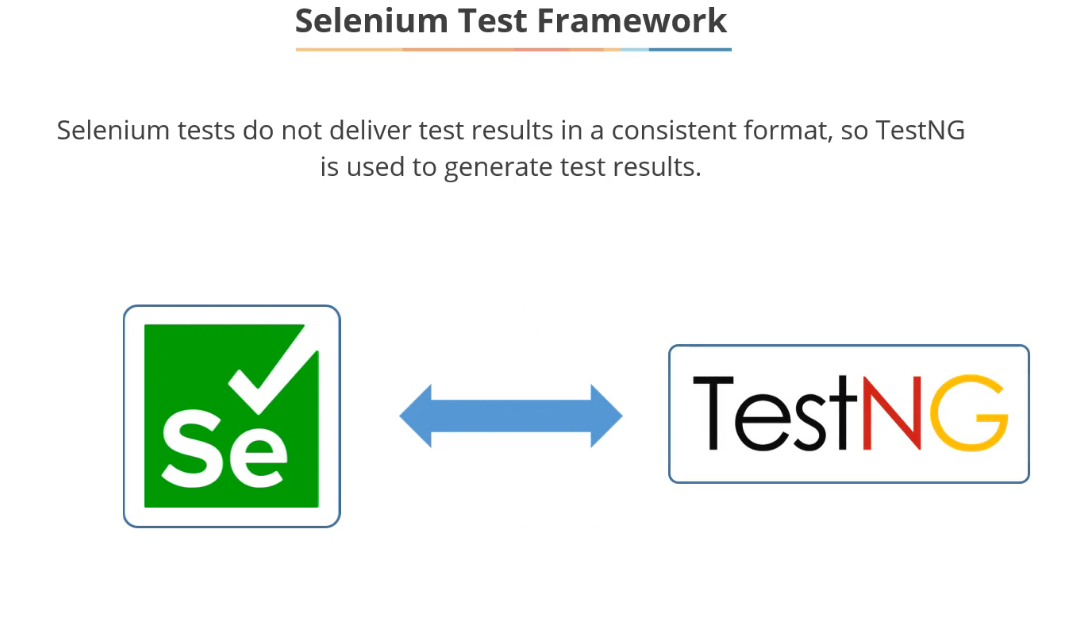 Selenium Test Framework
Selenium tests do not deliver test results in a consistent format, so TestNG
is used to generate test results.
Se
TestNG